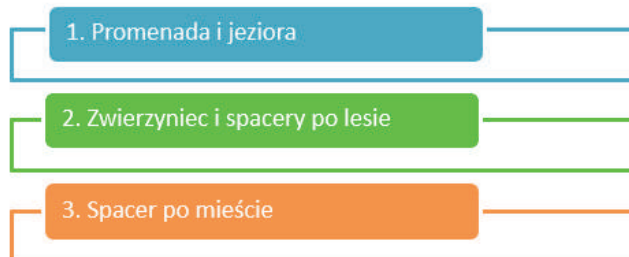 1. Promenada i jeziora
2. Zwierzyniec i spacery po lesie
3. Spacer po mieście